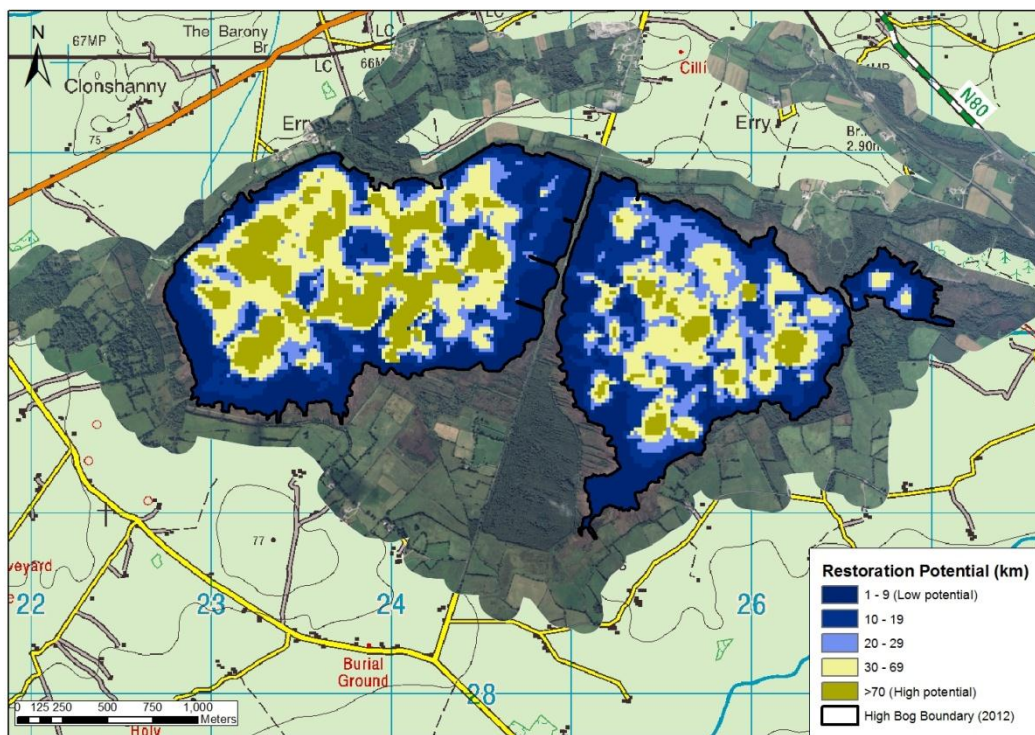 N
67MP
The Barony
Br
LC
LC
66M
LC
Clonshanny
75
Erry
Cilli
Erry
N80
MP
Br.
2.90m
veyard
e
77
22
23
24
26
28
Burial
Ground
Holy
0 125 250 500 750 1,000
Meters
Restoration Potential (km)
1 - 9 (Low potential)
10 - 19
20 - 29
30 - 69
>70 (High potential)
High Bog Boundary (2012)